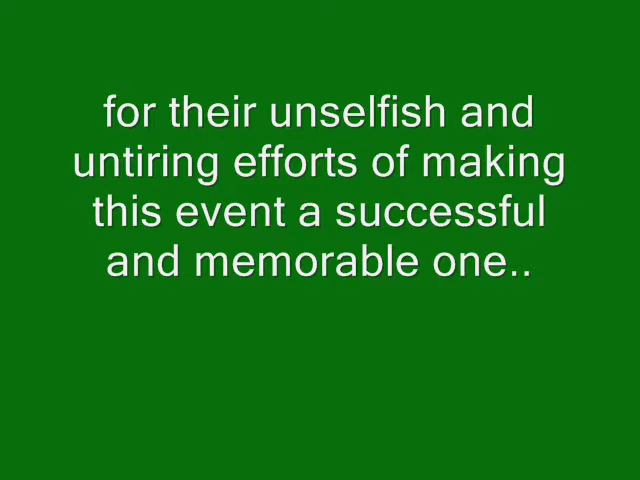 for their unselfish and
untiring efforts of making
this event a successful
and memorable one..